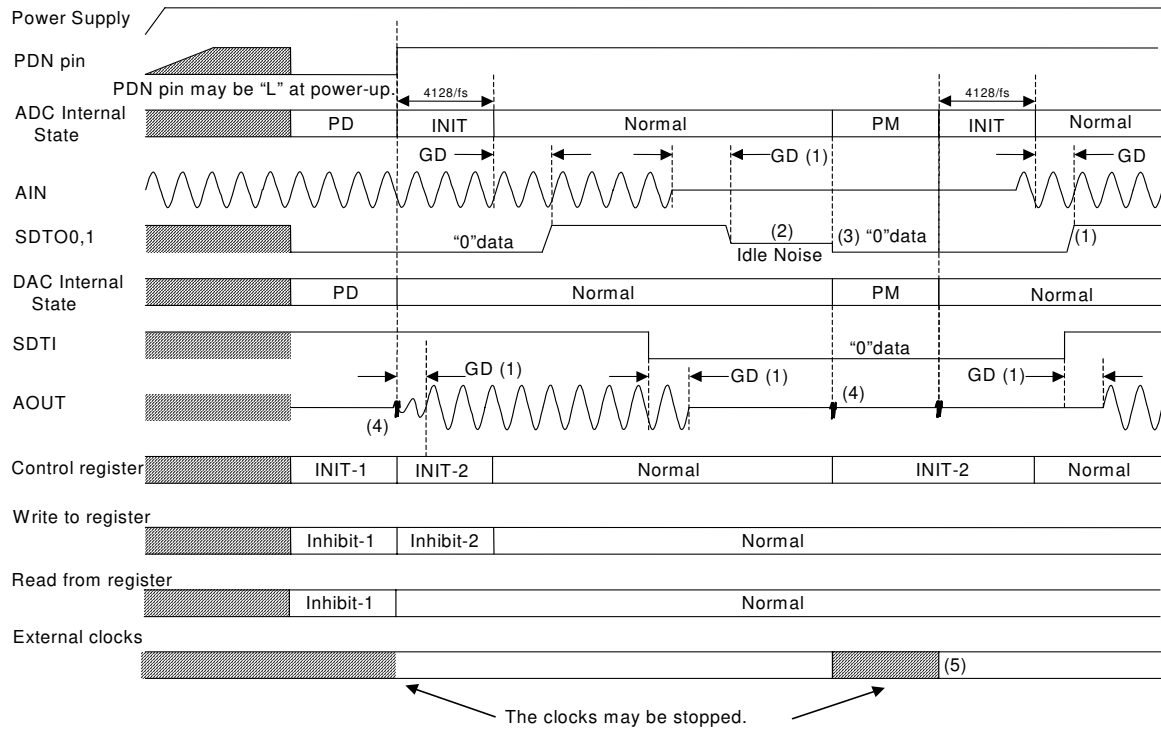 Power Supply
PDN pin
PDN pin may be “L” at power-up.
4128/fs
4128/fs
ADC Internal
State
PD
INIT
Normal
PM
INIT
Normal
GD
GD (1)
GD
AIN
SDTO0,1
“0”data
(2)
Idle Noise
(3) “0”data
(1)
DAC Internal
State
PD
Normal
PM
Normal
SDTI
“0”data
GD (1)
GD (1)
GD (1)
AOUT
(4)
(4)
Control register
INIT-1
INIT-2
Normal
INIT-2
Normal
Write to register
Inhibit-1
Inhibit-2
Normal
Read from register
Inhibit-1
Normal
External clocks
(5)
The clocks may be stopped.